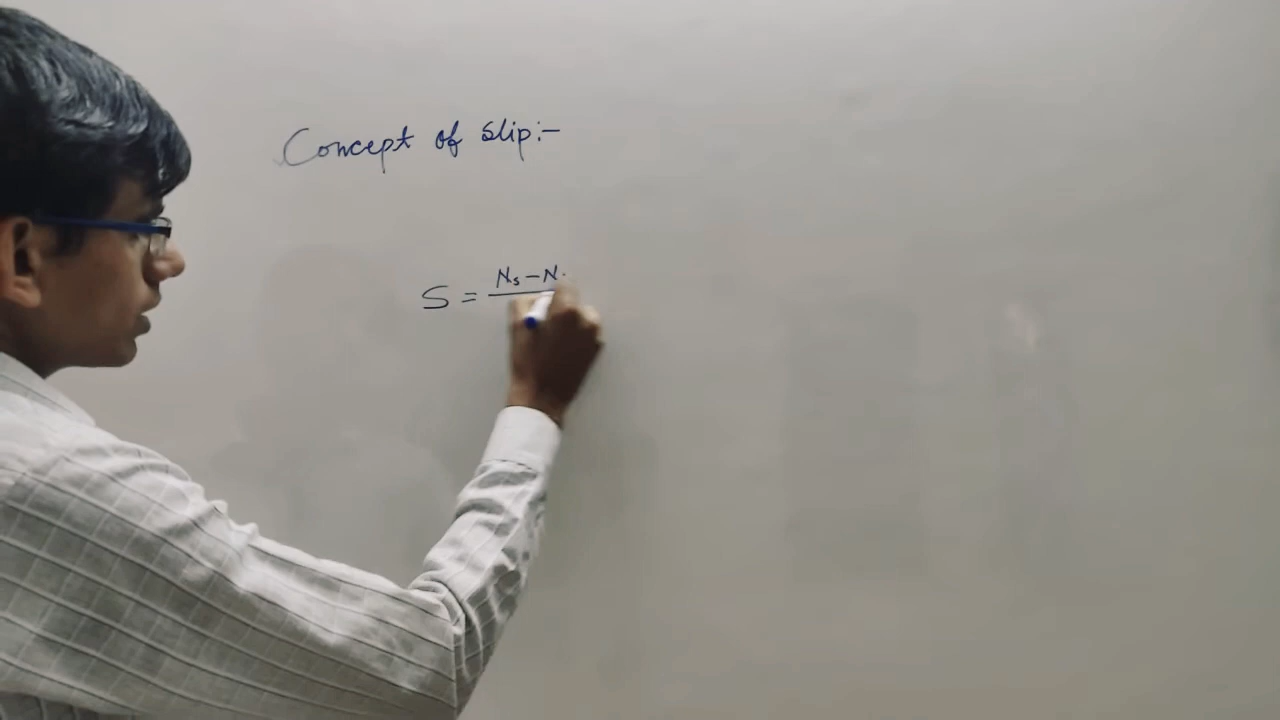 Concept of Slip:-
S = Ns - N